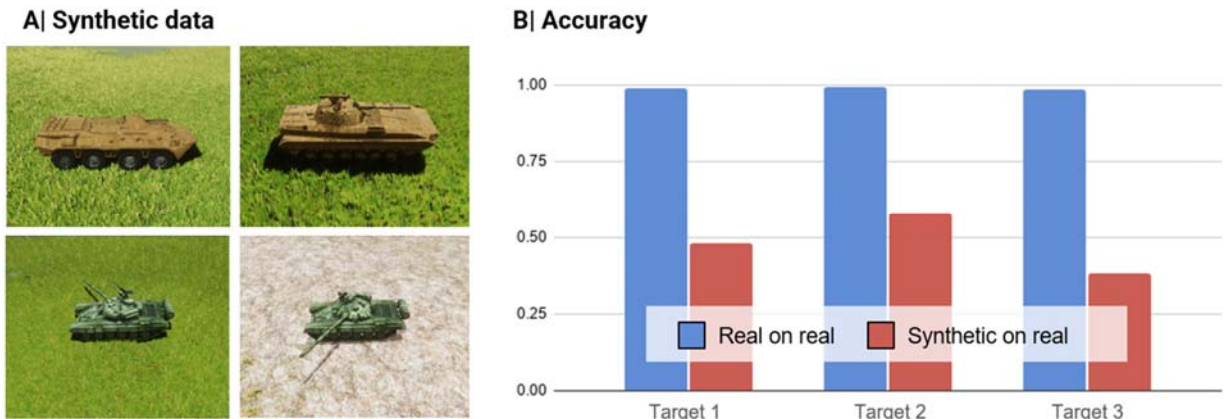 A| Synthetic data
B| Accuracy
1.00
0.75
0.50
0.25
0.00
Real on real
Synthetic on real
Target 1
Target 2
Target 3